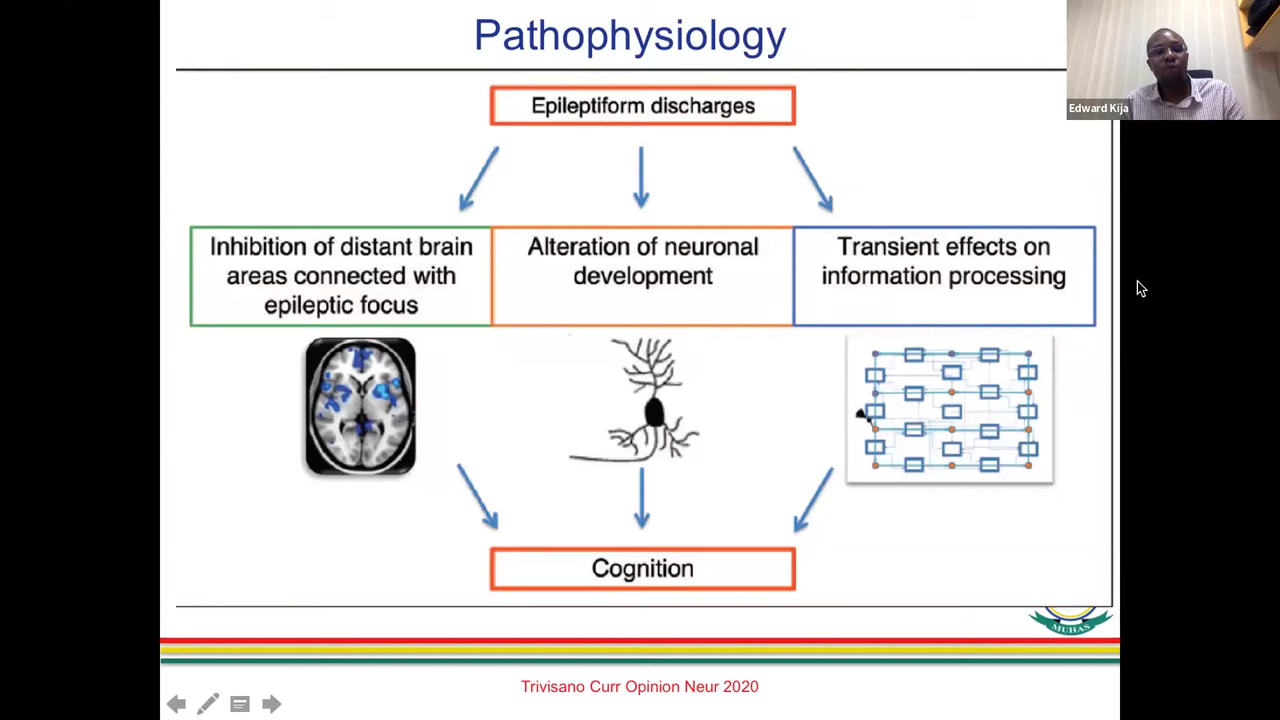 Pathophysiology
Edward Kija
Epileptiform discharges
Inhibition of distant brain
areas connected with
epileptic focus
Alteration of neuronal
development
Transient effects on
information processing
Cognition
MUHAS
Trivisano Curr Opinion Neur 2020